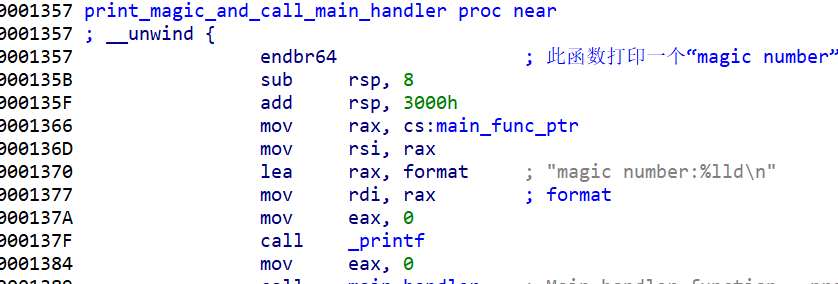 0001357 print_magic_and_call_main_handler proc near
0001357 ; __unwind {
0001357 endbr64 ; 此函数打印一个“magic number”
000135B sub rsp, 8
000135F add rsp, 3000h
0001366 mov rax, cs:main_func_ptr
000136D mov rsi, rax
0001370 lea rax, format ; "magic number:%lld\n"
0001377 mov rdi, rax ; format
000137A mov eax, 0
000137F call _printf
0001384 mov eax, 0